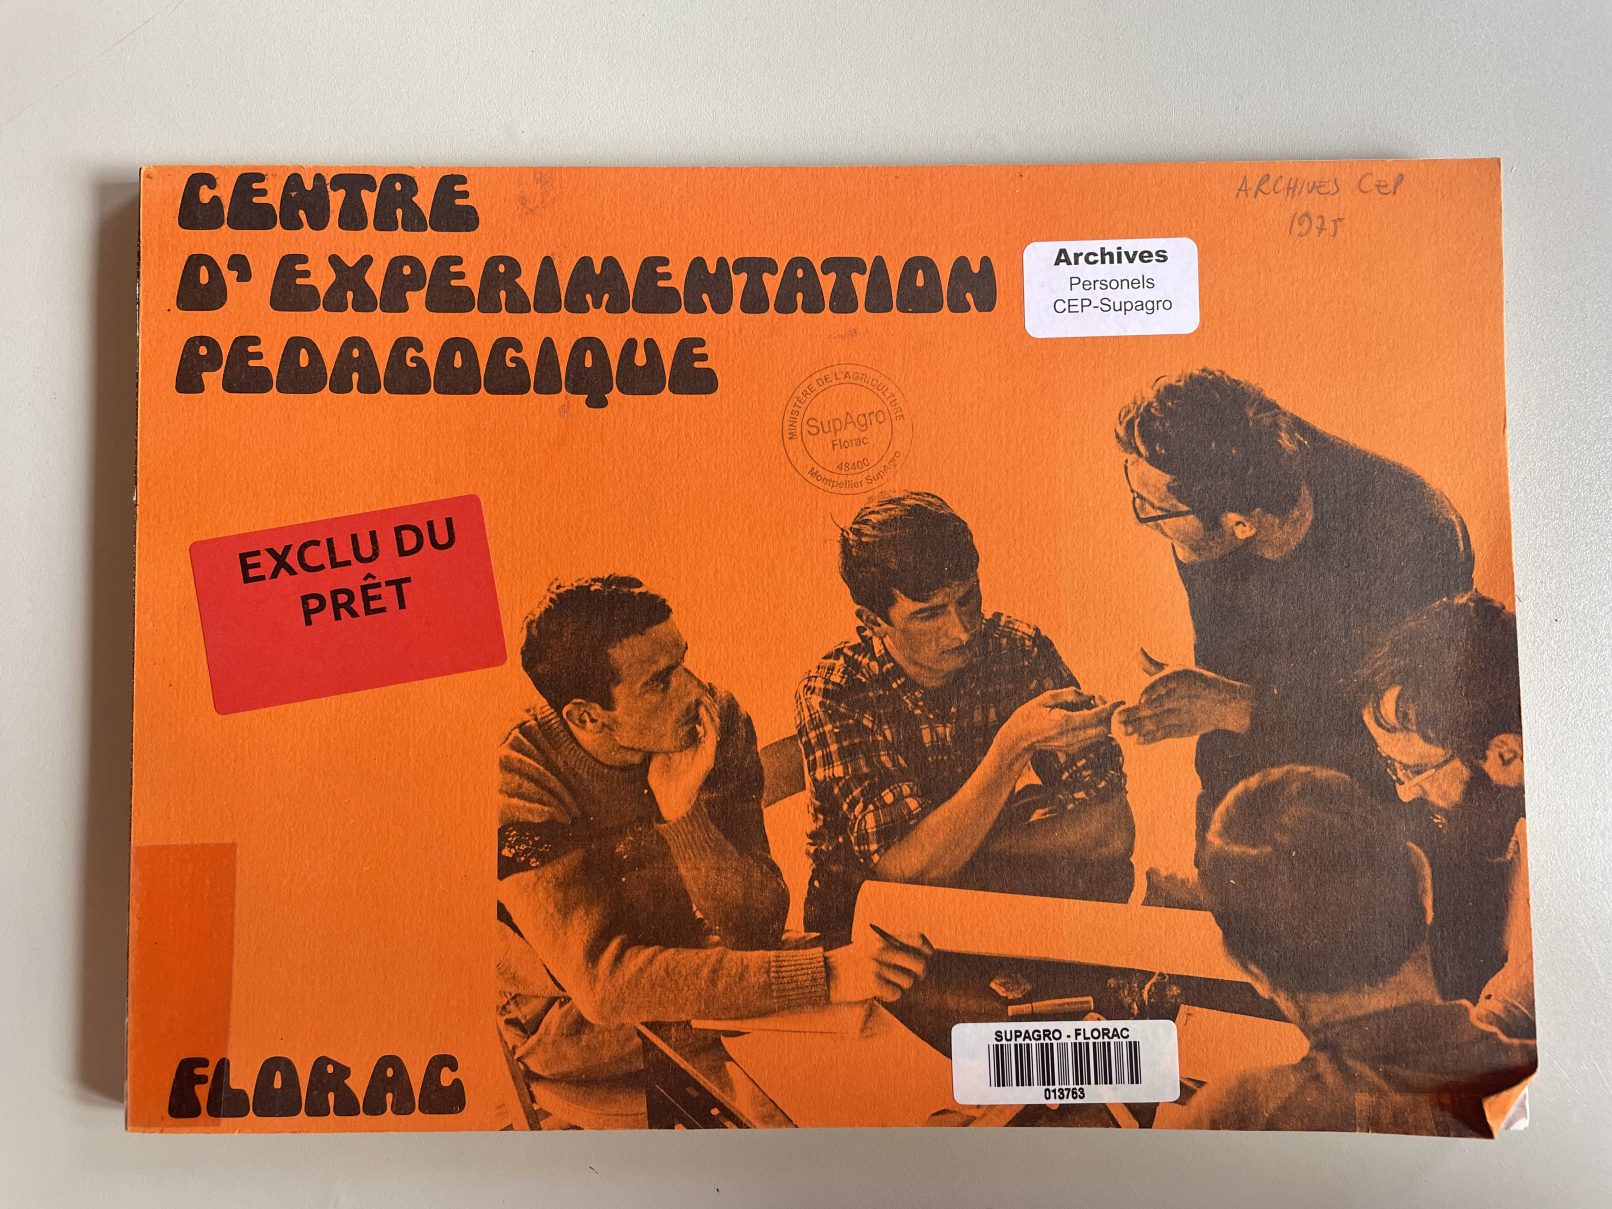 CENTRE
D'EXPERIMENTATION
PEDAGOGIQUE
ARCHIVES CEP
1975
Archives
Personels
CEP-Supagro
MINISTÈRE DE L'AGRICULTURE
SupAgro
Florac
48400
Montpellier SupAgro
EXCLU DU
PRÊT
SUPAGRO - FLORAC
013763
FLORAC